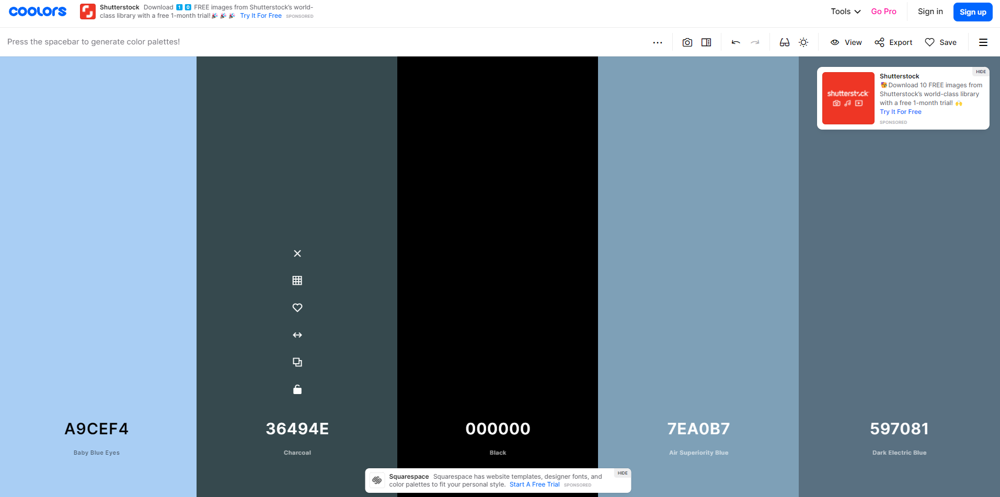 coolors
Shutterstock Download 1 0 FREE images from Shutterstock's world-
class library with a free 1-month trial!🎉 🎉 🎉 Try It For Free SPONSORED
Tools
Go Pro
Sign in
Sign up
Press the spacebar to generate color palettes!
View
Export
Save
HIDE
shutterstock
Shutterstock
Download 10 FREE images from
Shutterstock's world-class library
with a free 1-month trial! 🙌
Try It For Free
SPONSORED
A9CEF4
Baby Blue Eyes
36494E
Charcoal
000000
Black
7EA0B7
Air Superiority Blue
597081
Dark Electric Blue
HIDE
Squarespace Squarespace has website templates, designer fonts, and
color palettes to fit your personal style. Start A Free Trial SPONSORED